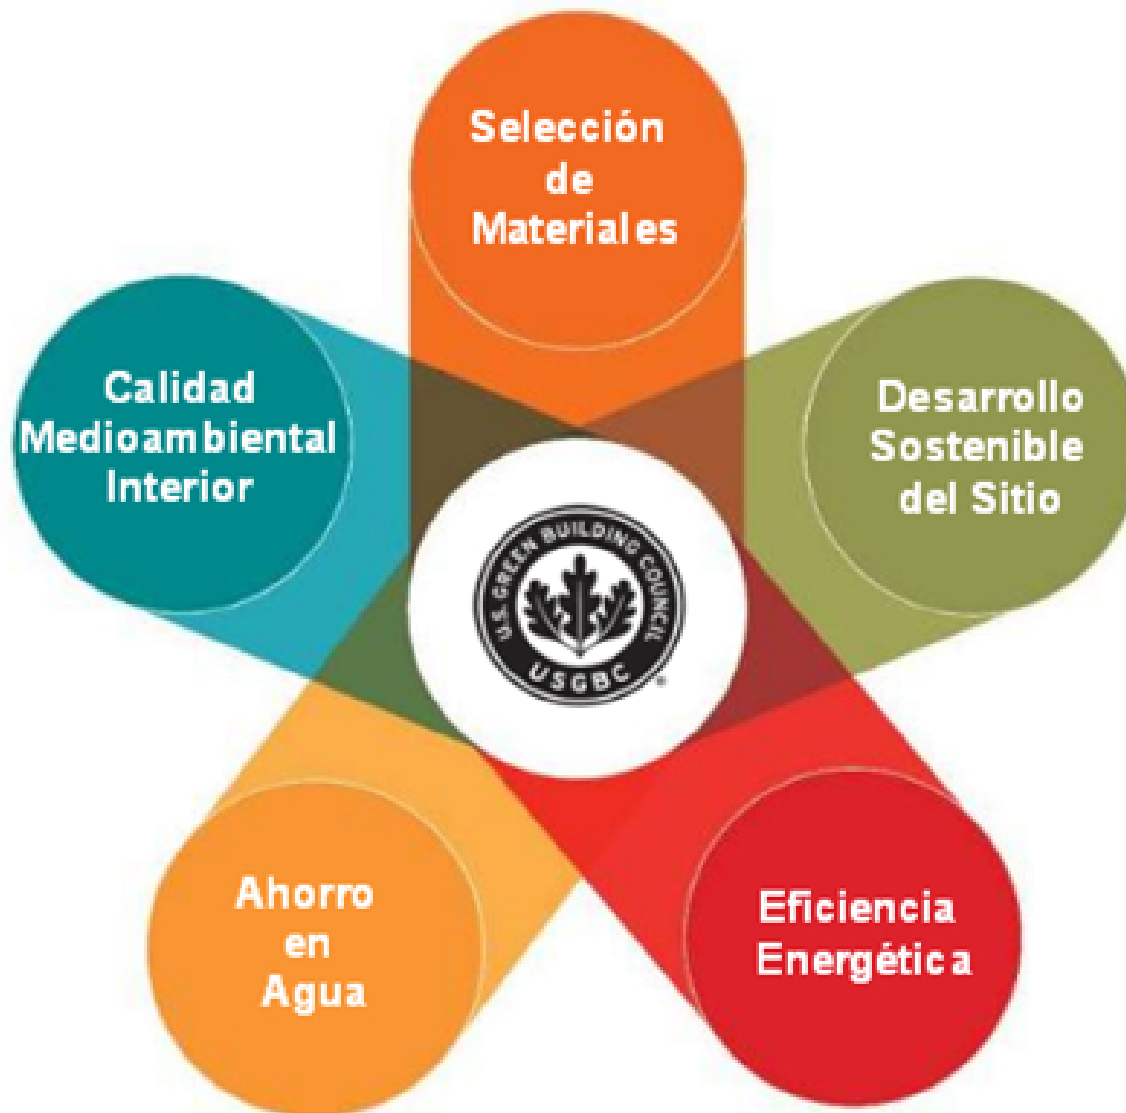 Selección
de
Materiales
Calidad
Medioambiental
Interior
Desarrollo
Sostenible
del Sitio
U.S. GREEN BUILDING COUNCIL
USGBC
®
Ahorro
en
Agua
Eficiencia
Energética